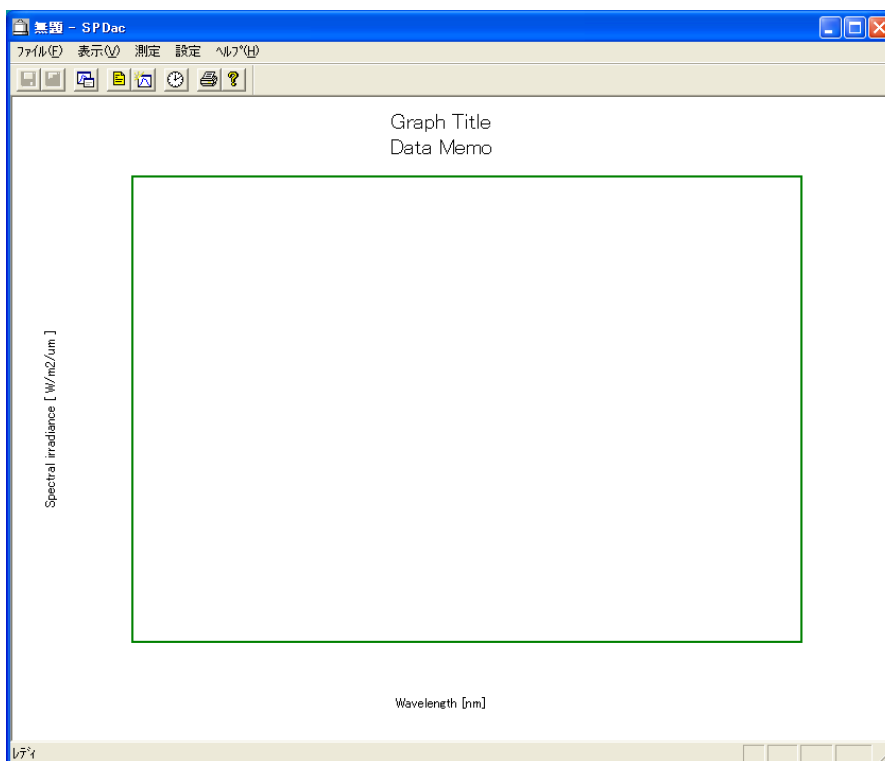 無題 - SPDac
ﾌｧｲﾙ(F) 表示(V) 測定 設定 ﾍﾙﾌﾟ(H)
Graph Title
Data Memo
Spectral irradiance [ W/m2/um ]
Wavelength [nm]
ﾚﾃﾞｨ